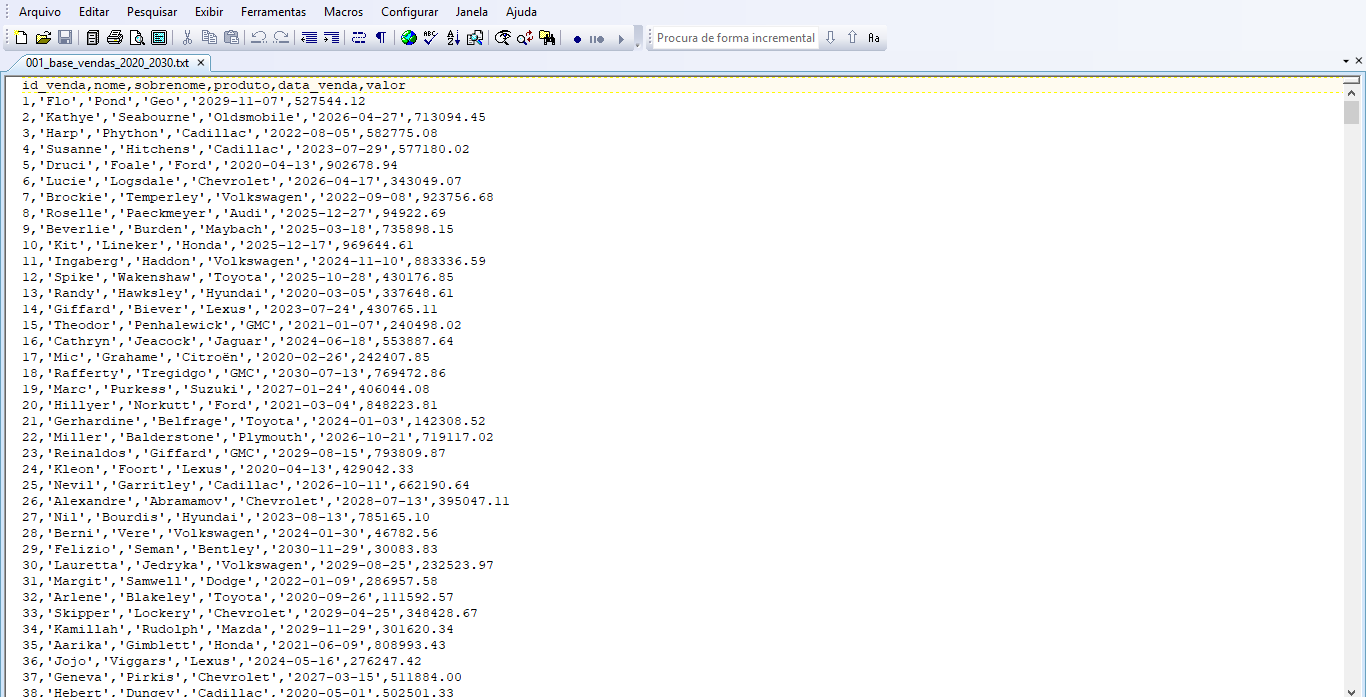 Arquivo Editar Pesquisar Exibir Ferramentas Macros Configurar Janela Ajuda
Procura de forma incremental Aa
001_base_vendas_2020_2030.txt
id_venda,nome,sobrenome,produto,data_venda,valor
1,'Flo','Pond','Geo','2029-11-07',527544.12
2,'Kathye','Seabourne','Oldsmobile','2026-04-27',713094.45
3,'Harp','Phython','Cadillac','2022-08-05',582775.08
4,'Susanne','Hitchens','Cadillac','2023-07-29',577180.02
5,'Druci','Foale','Ford','2020-04-13',902678.94
6,'Lucie','Logsdale','Chevrolet','2026-04-17',343049.07
7,'Brockie','Temperley','Volkswagen','2022-09-08',923756.68
8,'Roselle','Paeckmeyer','Audi','2025-12-27',94922.69
9,'Beverlie','Burden','Maybach','2025-03-18',735898.15
10,'Kit','Lineker','Honda','2025-12-17',969644.61
11,'Ingaberg','Haddon','Volkswagen','2024-11-10',883336.59
12,'Spike','Wakenshaw','Toyota','2025-10-28',430176.85
13,'Randy','Hawksley','Hyundai','2020-03-05',337648.61
14,'Giffard','Biever','Lexus','2023-07-24',430765.11
15,'Theodor','Penhalewick','GMC','2021-01-07',240498.02
16,'Cathryn','Jeacock','Jaguar','2024-06-18',553887.64
17,'Mic','Grahame','Citroën','2020-02-26',242407.85
18,'Rafferty','Tregidgo','GMC','2030-07-13',769472.86
19,'Marc','Purkess','Suzuki','2027-01-24',406044.08
20,'Hillyer','Norkutt','Ford','2021-03-04',848223.81
21,'Gerhardine','Belfrage','Toyota','2024-01-03',142308.52
22,'Miller','Balderstone','Plymouth','2026-10-21',719117.02
23,'Reinaldos','Giffard','GMC','2029-08-15',793809.87
24,'Kleon','Foort','Lexus','2020-04-13',429042.33
25,'Nevil','Garritley','Cadillac','2026-10-11',662190.64
26,'Alexandre','Abramamov','Chevrolet','2028-07-13',395047.11
27,'Nil','Bourdis','Hyundai','2023-08-13',785165.10
28,'Berni','Vere','Volkswagen','2024-01-30',46782.56
29,'Felizio','Seman','Bentley','2030-11-29',30083.83
30,'Lauretta','Jedryka','Volkswagen','2029-08-25',232523.97
31,'Margit','Samwell','Dodge','2022-01-09',286957.58
32,'Arlene','Blakeley','Toyota','2020-09-26',111592.57
33,'Skipper','Lockery','Chevrolet','2029-04-25',348428.67
34,'Kamillah','Rudolph','Mazda','2029-11-29',301620.34
35,'Aarika','Gimblett','Honda','2021-06-09',808993.43
36,'Jojo','Viggars','Lexus','2024-05-16',276247.42
37,'Geneva','Pirkis','Chevrolet','2027-03-15',511884.00
38,'Hebert','Dungey','Cadillac','2020-05-01',502501.33